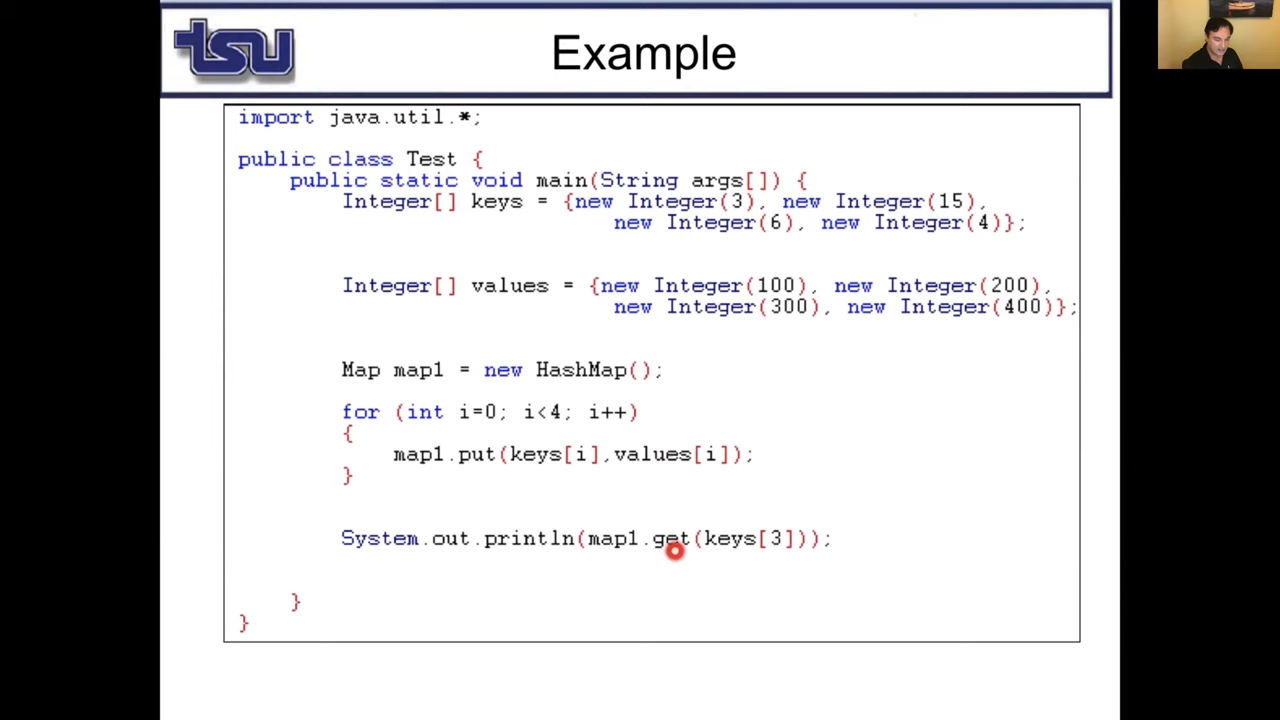 tsu
Example
import java.util.*;
public class Test {
public static void main(String args[]) {
Integer[] keys = {new Integer(3), new Integer(15),
new Integer(6), new Integer(4)};
Integer[] values = {new Integer(100), new Integer(200),
new Integer(300), new Integer(400)};
Map map1 = new HashMap();
for (int i=0; i<4; i++)
{
map1.put(keys[i],values[i]);
}
System.out.println(map1.get(keys[3]));
}
}